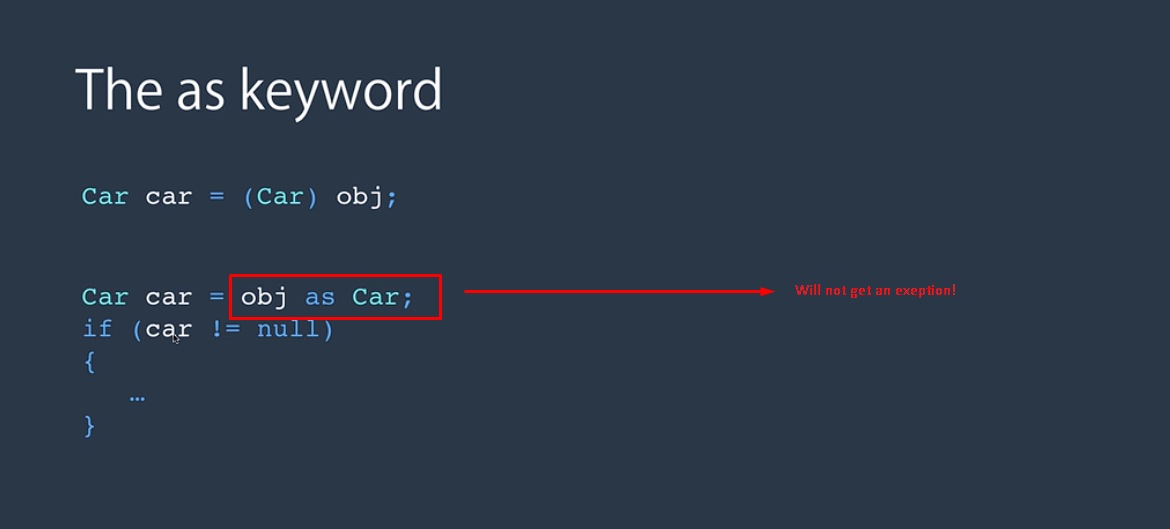 The as keyword
Car car = (Car) obj;
Car car = obj as Car;
Will not get an exeption!
if (car != null)
{
…
}